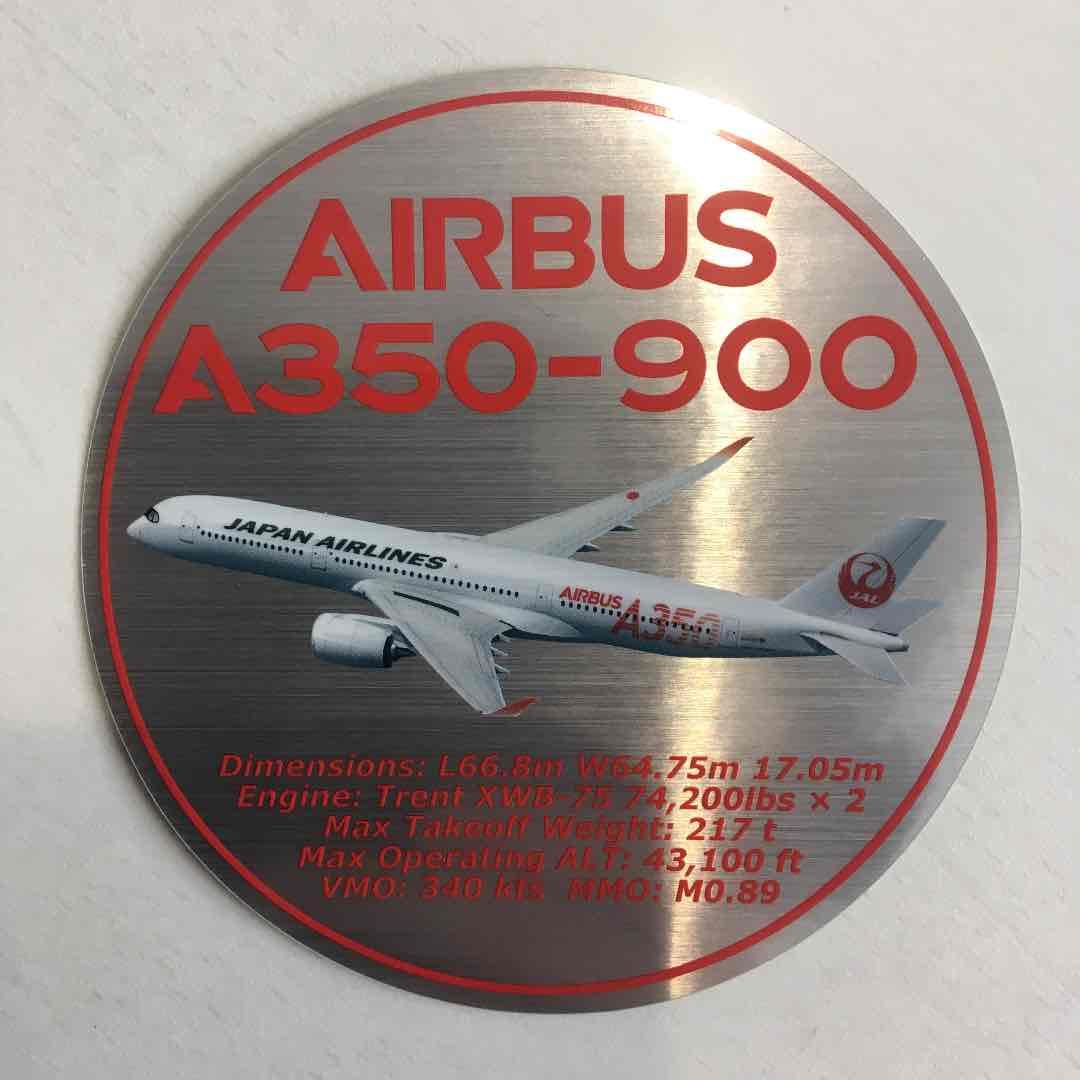 AIRBUS
A350-900
JAPAN AIRLINES
AIRBUS A350
JAL
Dimensions: L66.8m W64.75m 17.05m
Engine: Trent XWB-75 74,200lbs × 2
Max Takeoff Weight: 217 t
Max Operating ALT: 43,100 ft
VMO: 340 kts MMO: M0.89